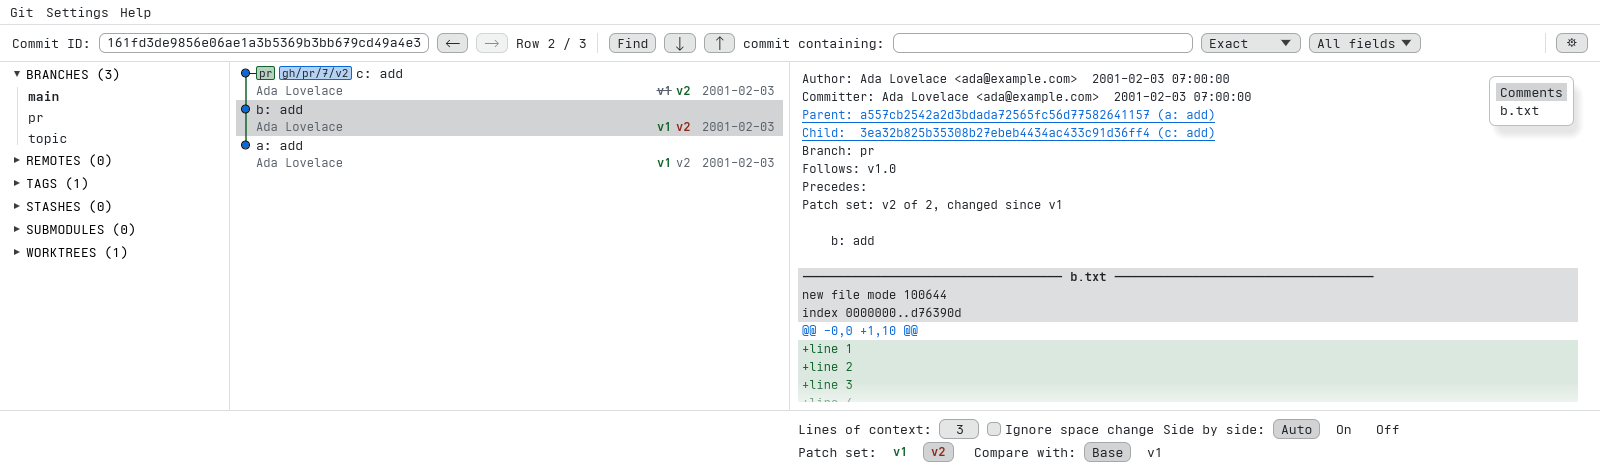 Git Settings Help
Commit ID: 161fd3de9856e06ae1a3b5369b3bb679cd49a4e3 ← → Row 2 / 3 Find ↓ ↑ commit containing: Exact ▼ All fields ▼
▼ BRANCHES (3)
main
pr
topic
▶ REMOTES (0)
▶ TAGS (1)
▶ STASHES (0)
▶ SUBMODULES (0)
▶ WORKTREES (1)
pr gh/pr/7/v2 c: add
Ada Lovelace v1 v2 2001-02-03
b: add
Ada Lovelace v1 v2 2001-02-03
a: add
Ada Lovelace v1 v2 2001-02-03
Author: Ada Lovelace <ada@example.com> 2001-02-03 07:00:00
Committer: Ada Lovelace <ada@example.com> 2001-02-03 07:00:00
Parent: a557cb2542a2d3bdada72565fc56d77582641157 (a: add)
Child: 3ea32b825b35308b27ebeb4434ac433c91d36ff4 (c: add)
Branch: pr
Follows: v1.0
Precedes:
Patch set: v2 of 2, changed since v1
b: add
b.txt
new file mode 100644
index 0000000..d76390d
@@ -0,0 +1,10 @@
+line 1
+line 2
+line 3
+line 4
Comments
b.txt
Lines of context: 3 Ignore space change Side by side: Auto On Off
Patch set: v1 v2 Compare with: Base v1